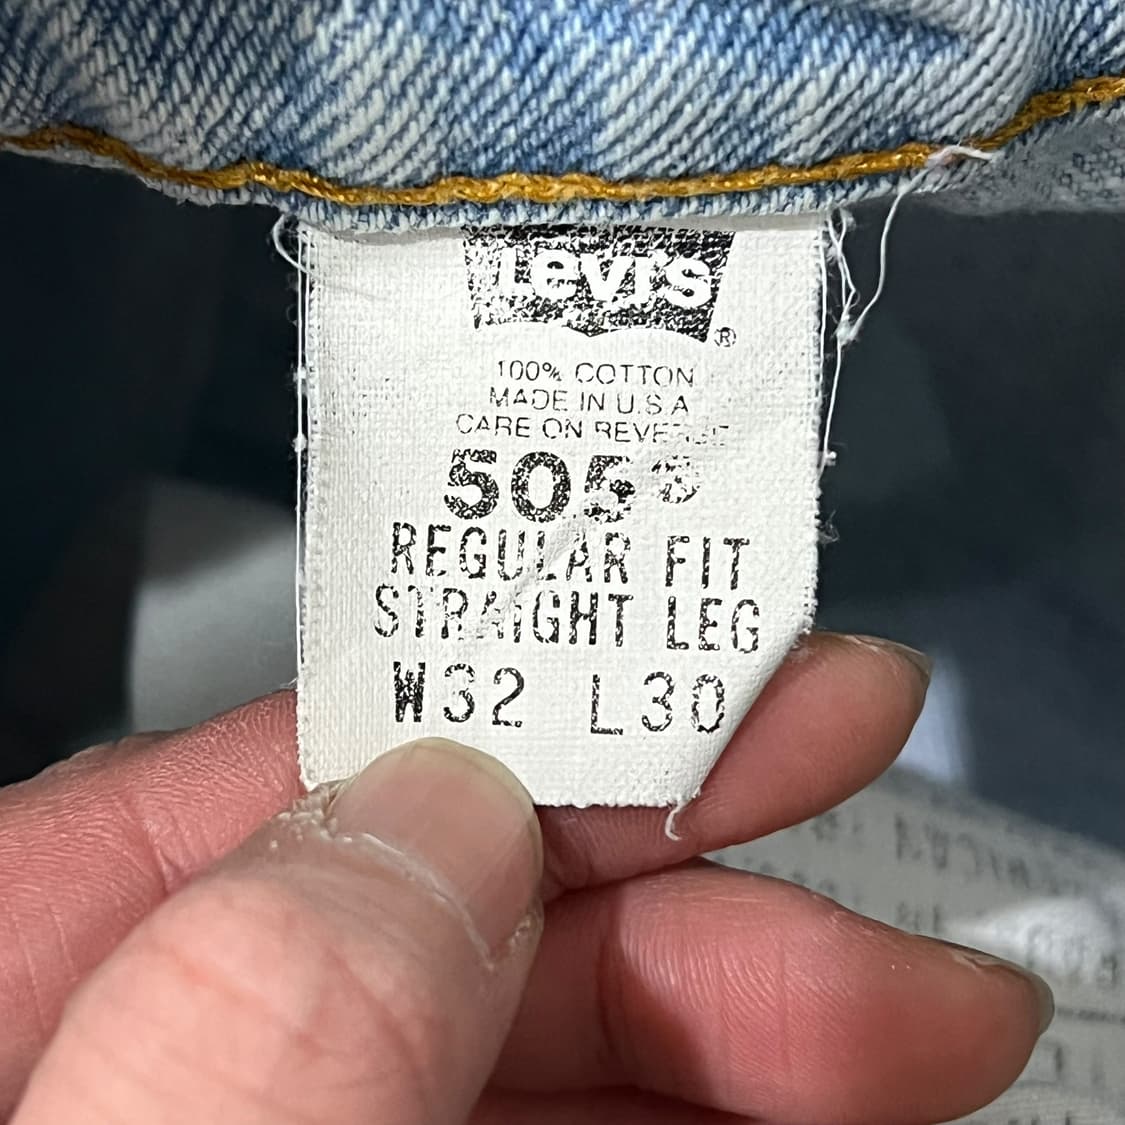 Levi's ®
100% COTTON
MADE IN U.S.A
CARE ON REVERSE
505®
REGULAR FIT
STRAIGHT LEG
W32 L30